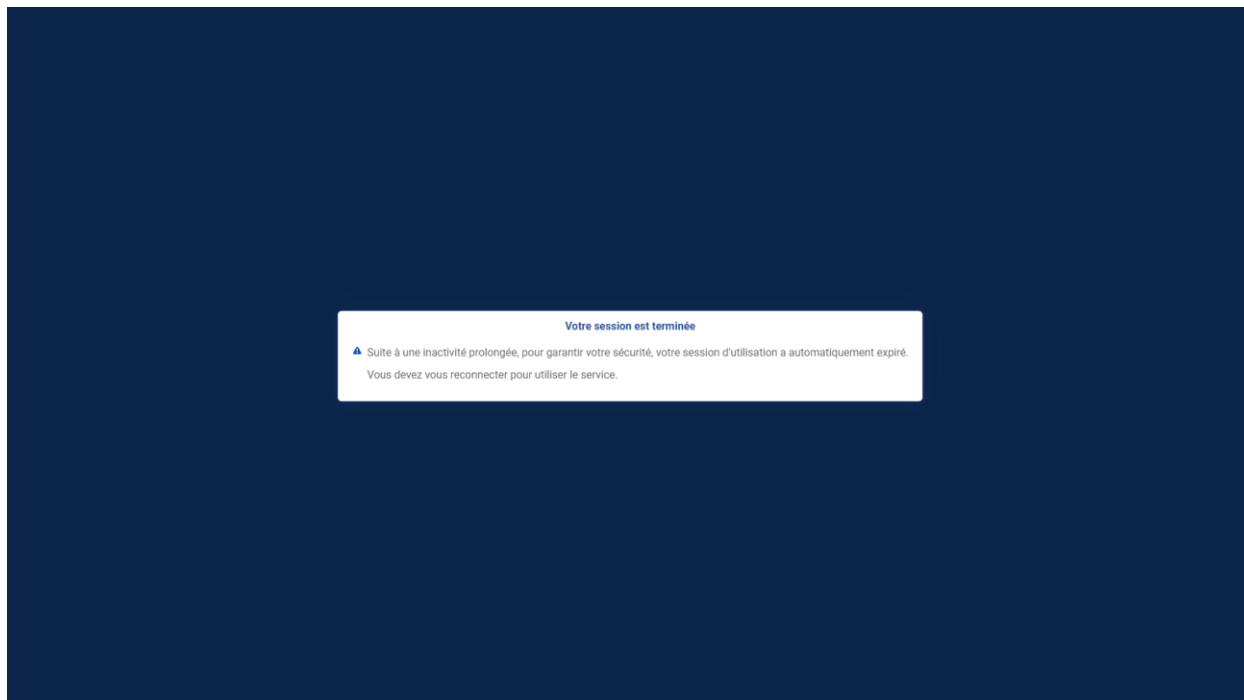 Votre session est terminée
Suite à une inactivité prolongée, pour garantir votre sécurité, votre session d'utilisation a automatiquement expiré.
Vous devez vous reconnecter pour utiliser le service.